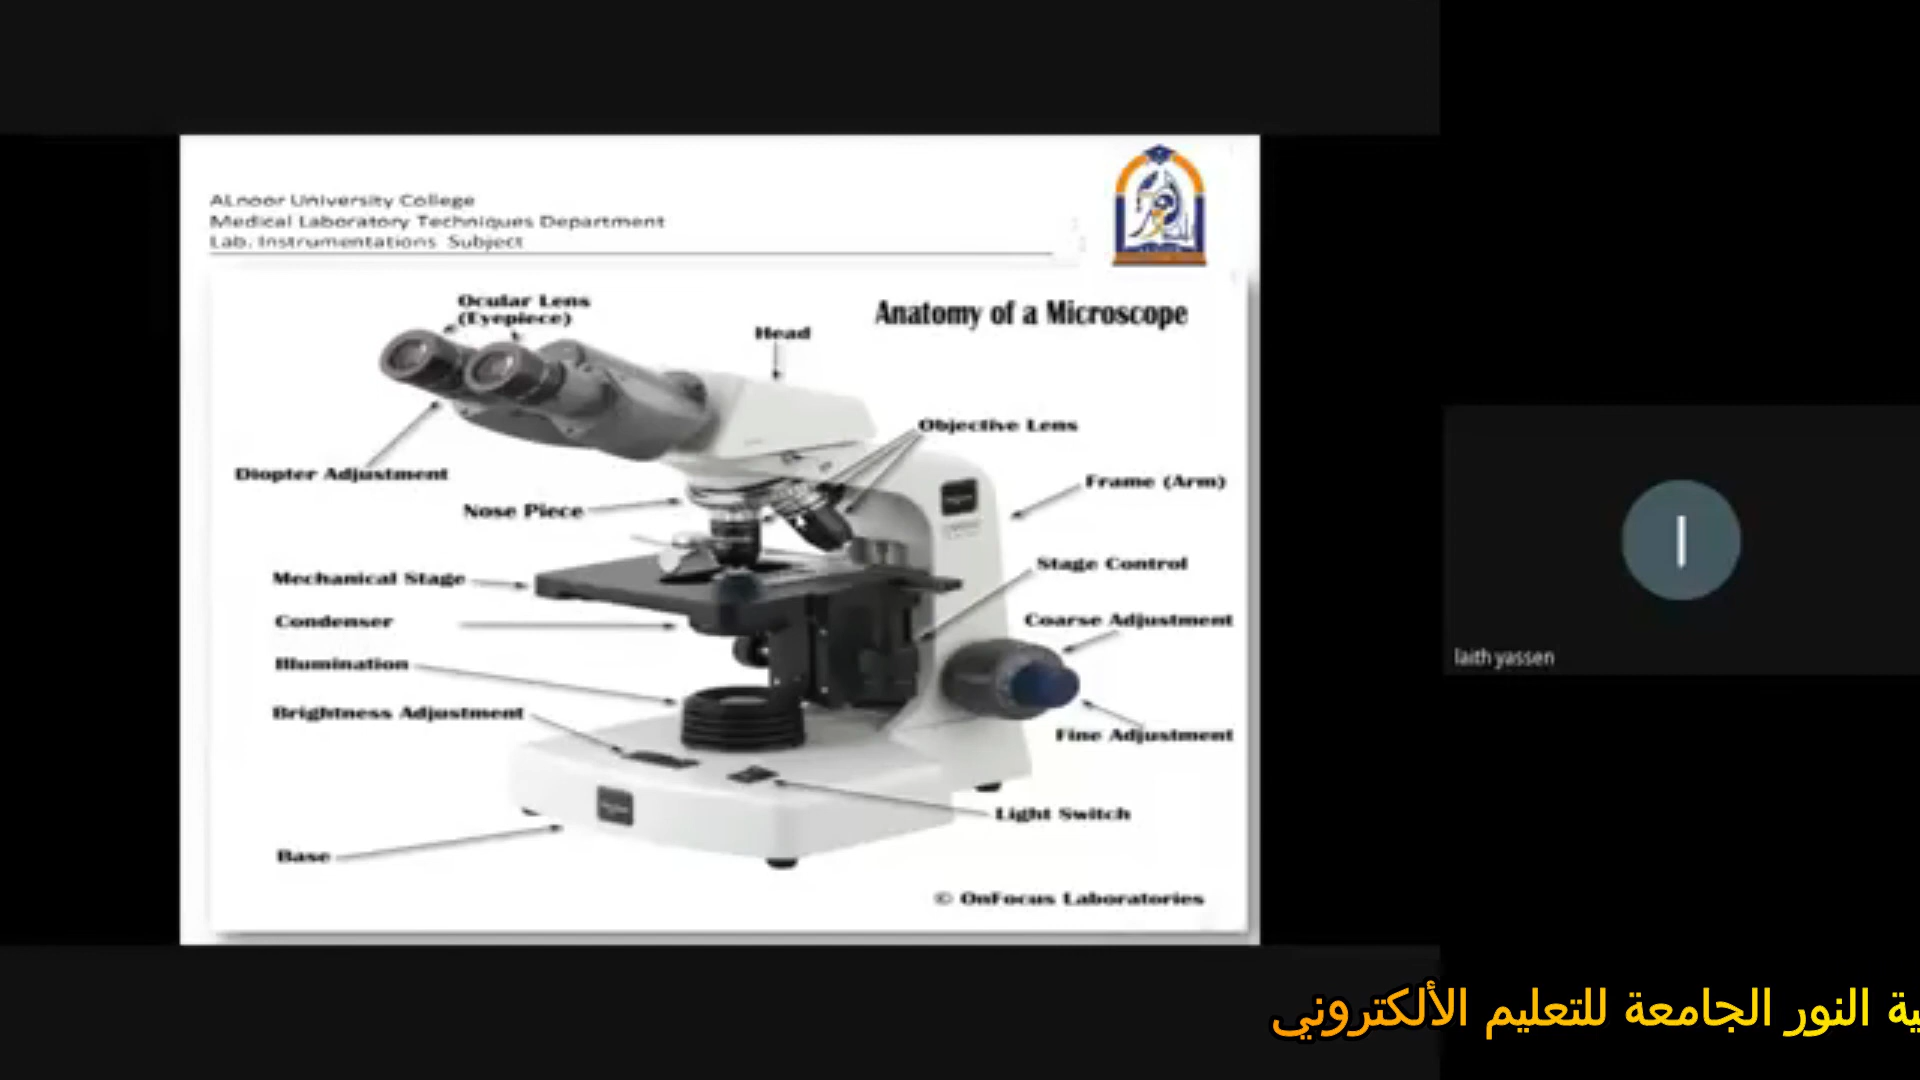 ALnoor University College
Medical Laboratory Techniques Department
Lab. Instrumentations Subject
Anatomy of a Microscope
Ocular Lens
(Eyepiece)
Head
Objective Lens
Diopter Adjustment
Frame (Arm)
Nose Piece
Stage Control
Mechanical Stage
Condenser
Coarse Adjustment
Illumination
Brightness Adjustment
Fine Adjustment
Light Switch
Base
© OnFocus Laboratories
I
laith yassen
ية النور الجامعة للتعليم الألكتروني